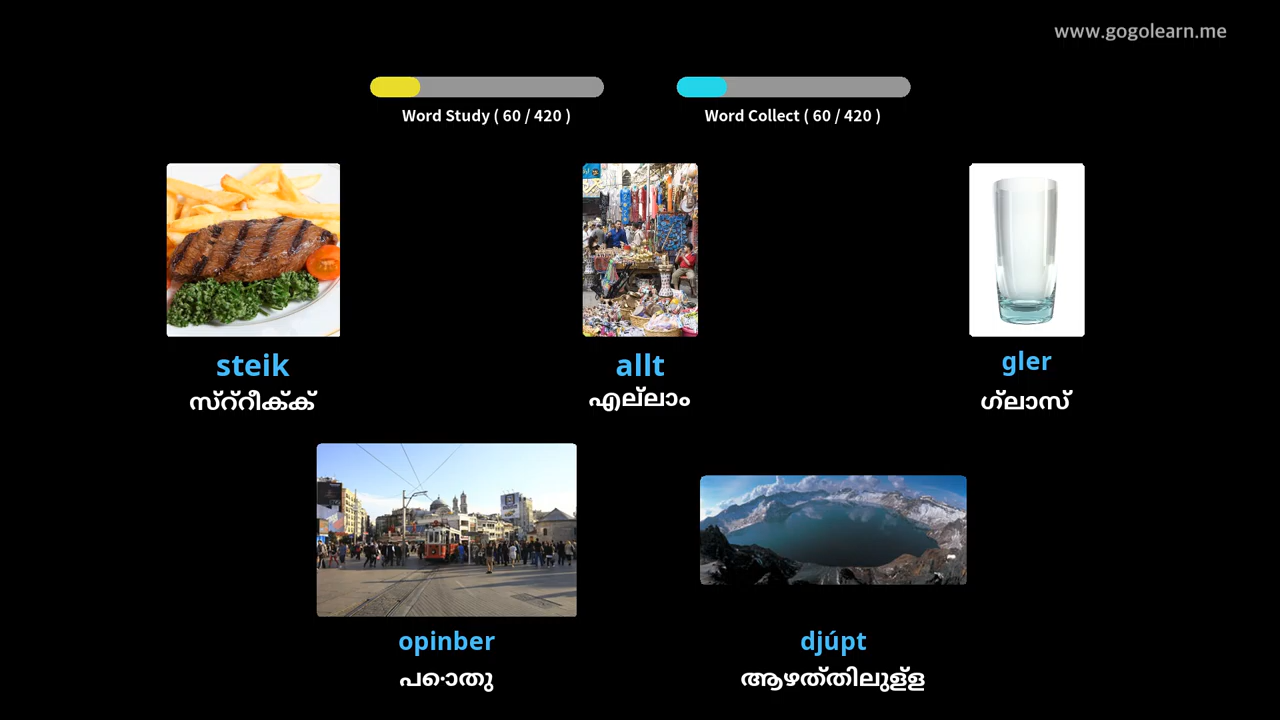 www.gogolearn.me
Word Study ( 60 / 420 )
Word Collect ( 60 / 420 )
steik
സ്റ്റീക്ക്
allt
എല്ലാം
gler
ഗ്ലാസ്
opinber
പൊതു
djúpt
ആഴത്തിലുള്ള